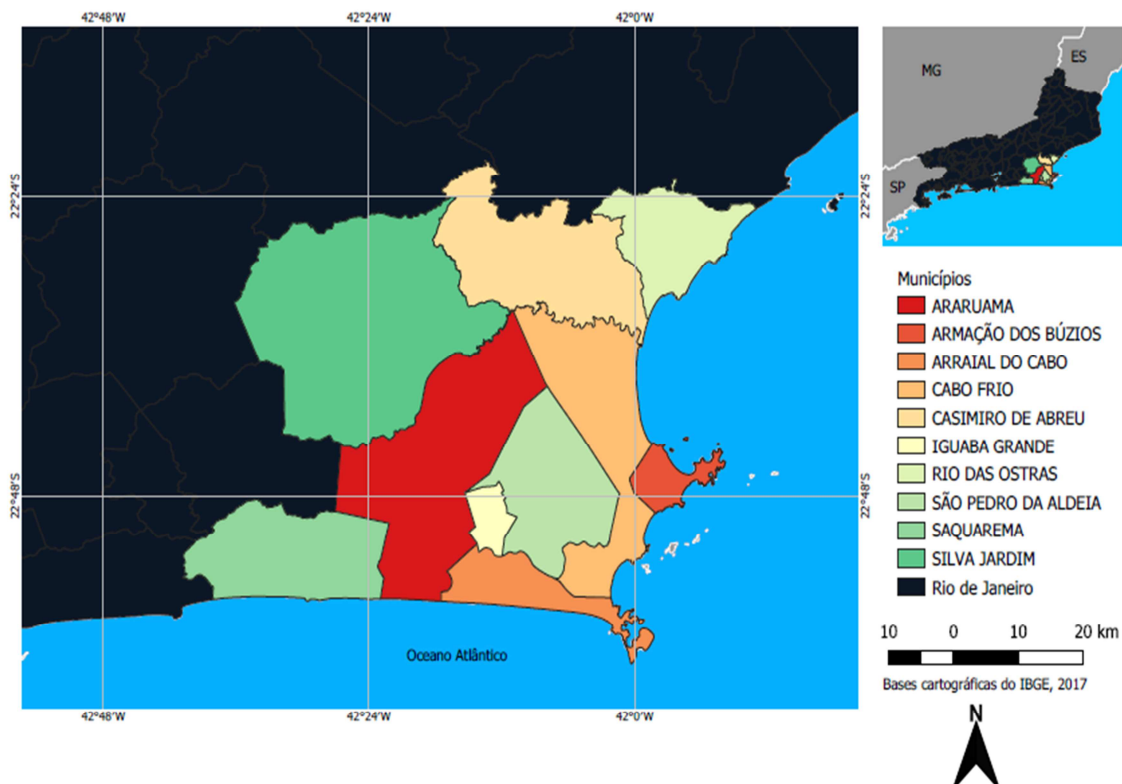 42°48'W
42°24'W
42°0'W
22°24'S
22°24'S
22°48'S
22°48'S
Oceano Atlântico
42°48'W
42°24'W
42°0'W
MG
ES
SP
Municípios
ARARUAMA
ARMAÇÃO DOS BÚZIOS
ARRAIAL DO CABO
CABO FRIO
CASIMIRO DE ABREU
IGUABA GRANDE
RIO DAS OSTRAS
SÃO PEDRO DA ALDEIA
SAQUAREMA
SILVA JARDIM
Rio de Janeiro
10 0 10 20 km
Bases cartográficas do IBGE, 2017
N